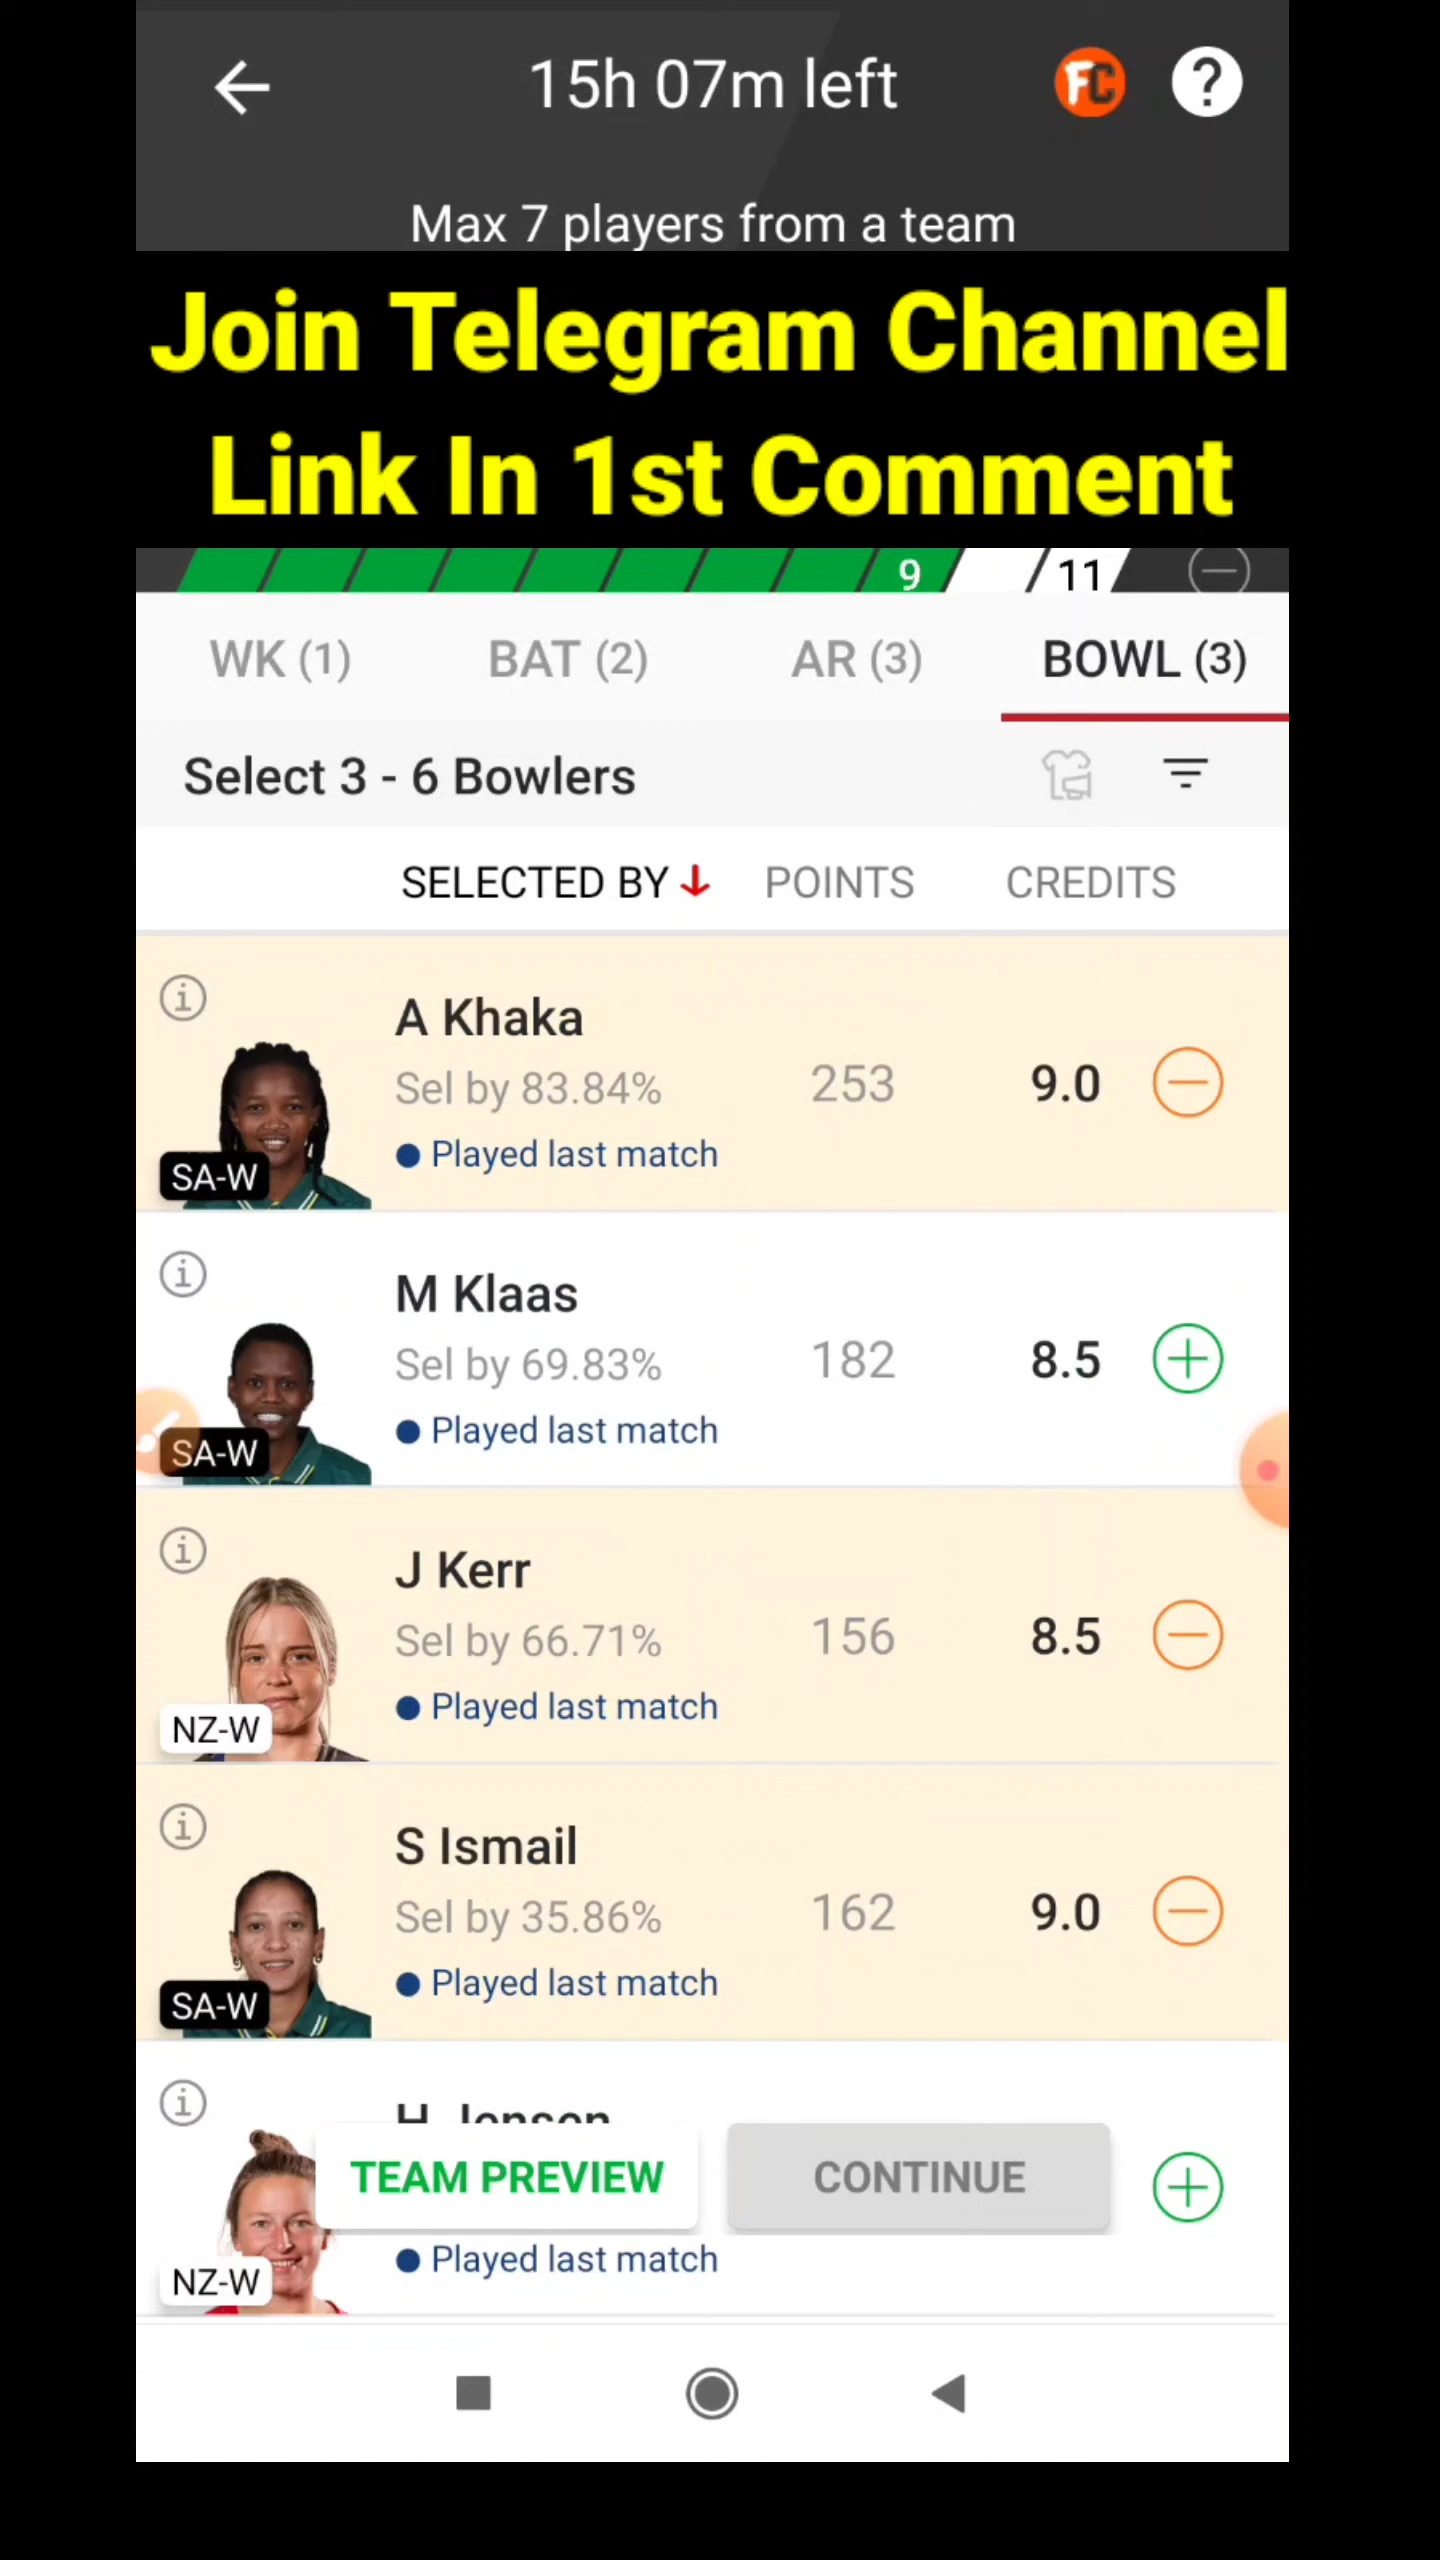 15h 07m left
FC
?
Max 7 players from a team
Join Telegram Channel
Link In 1st Comment
9
11
WK (1)
BAT (2)
AR (3)
BOWL (3)
Select 3 - 6 Bowlers
SELECTED BY
POINTS
CREDITS
A Khaka
Sel by 83.84%
253
9.0
Played last match
SA-W
M Klaas
Sel by 69.83%
182
8.5
Played last match
SA-W
J Kerr
Sel by 66.71%
156
8.5
Played last match
NZ-W
S Ismail
Sel by 35.86%
162
9.0
Played last match
SA-W
H Jensen
TEAM PREVIEW
CONTINUE
Played last match
NZ-W